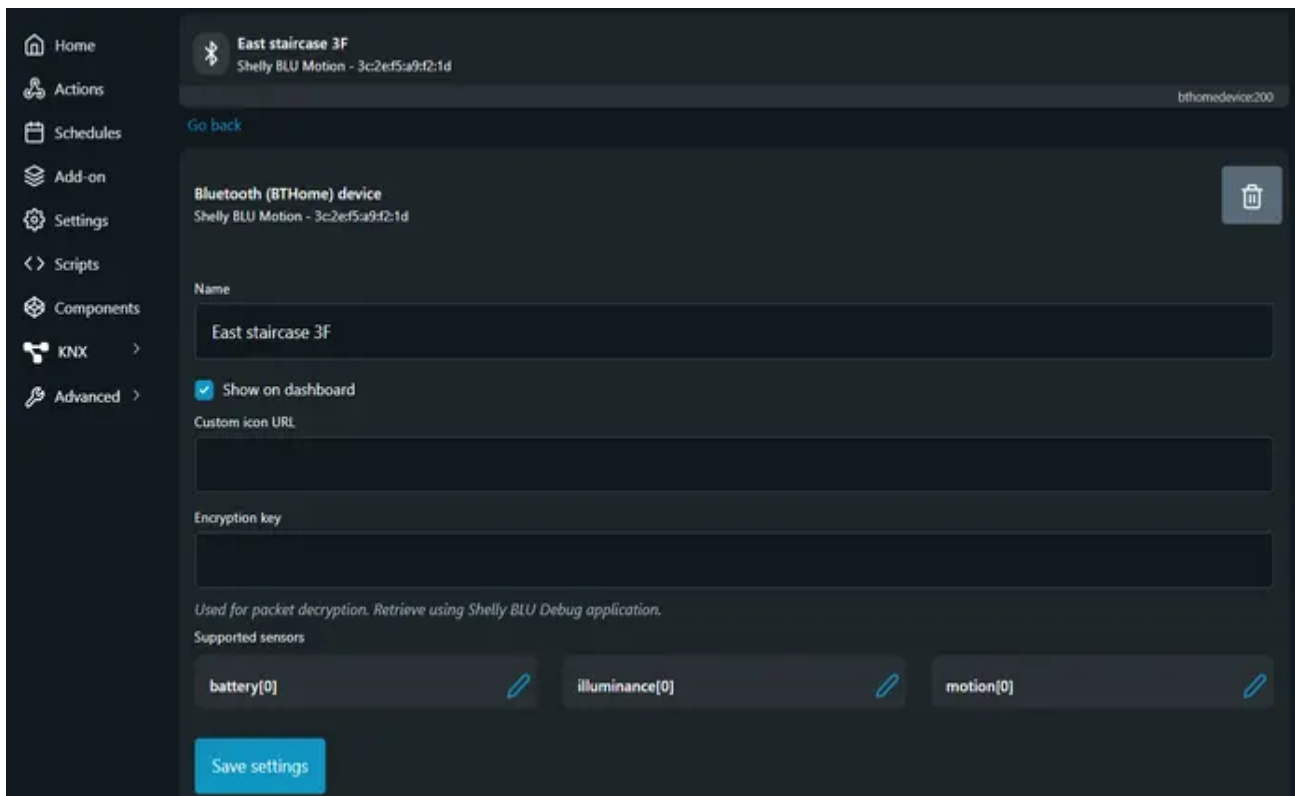 Home
Actions
Schedules
Add-on
Settings
Scripts
Components
KNX
Advanced
East staircase 3F
Shelly BLU Motion - 3c:2e:f5:a9:f2:1d
bthomedevice:200
Go back
Bluetooth (BTHome) device
Shelly BLU Motion - 3c:2e:f5:a9:f2:1d
Name
East staircase 3F
Show on dashboard
Custom icon URL
Encryption key
Used for packet decryption. Retrieve using Shelly BLU Debug application.
Supported sensors
battery[0]
illuminance[0]
motion[0]
Save settings